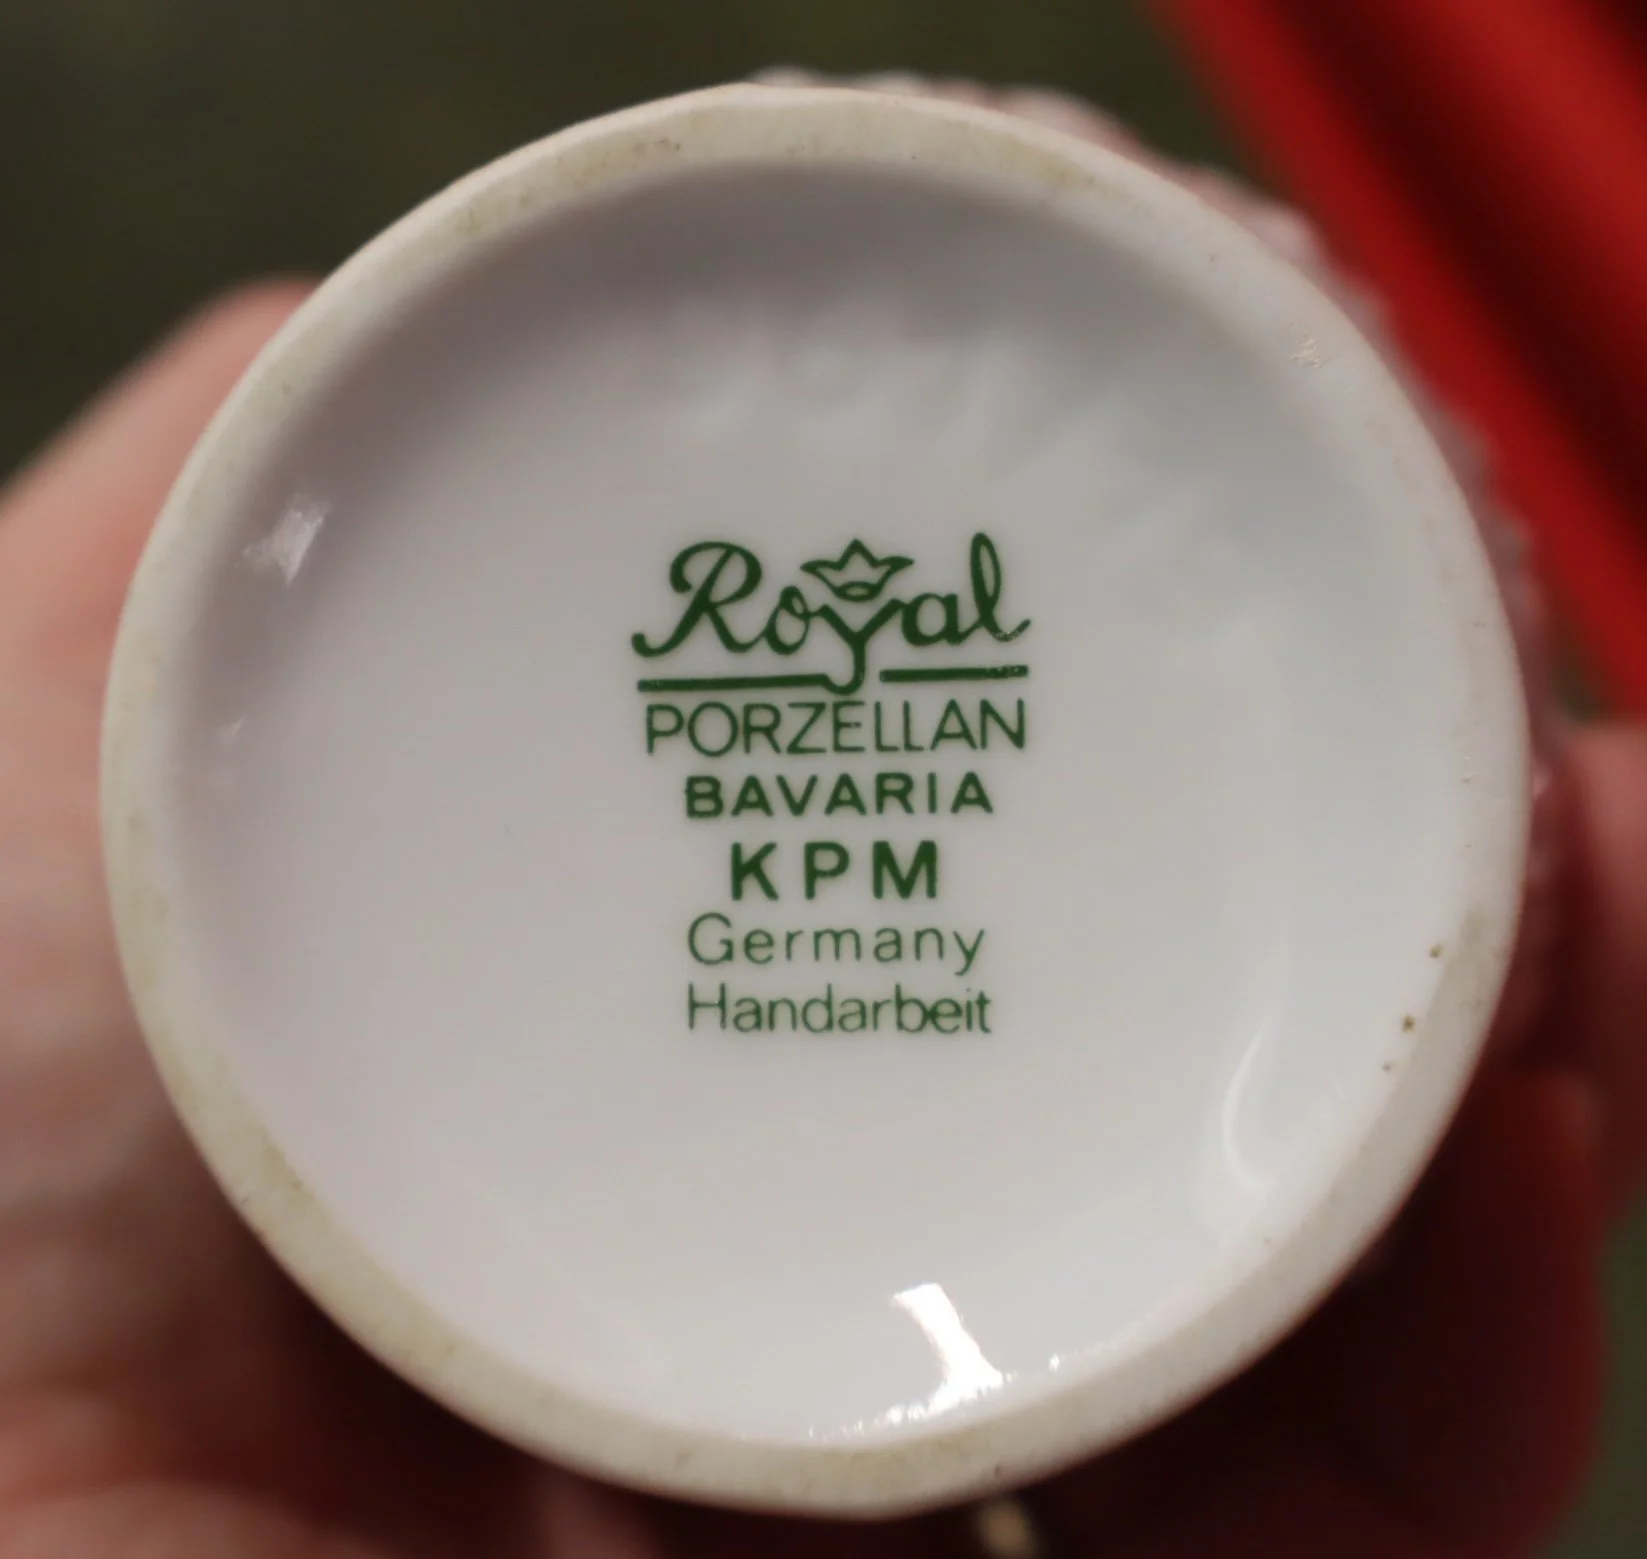 Royal
PORZELLAN
BAVARIA
KPM
Germany
Handarbeit